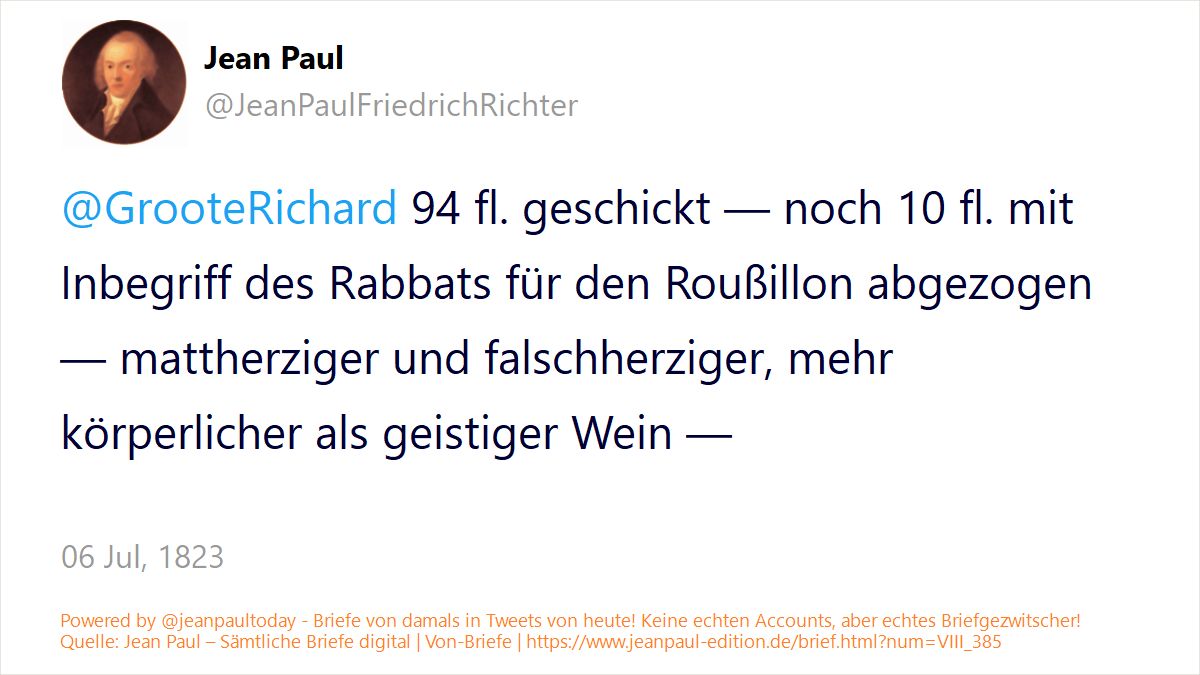 Jean Paul
@JeanPaulFriedrichRichter
@GrooteRichard 94 fl. geschickt — noch 10 fl. mit
Inbegriff des Rabbats für den Roußillon abgezogen
— mattherziger und falschherziger, mehr
körperlicher als geistiger Wein —
06 Jul, 1823
Powered by @jeanpaultoday - Briefe von damals in Tweets von heute! Keine echten Accounts, aber echtes Briefgezwitscher!
Quelle: Jean Paul – Sämtliche Briefe digital | Von-Briefe | https://www.jeanpaul-edition.de/brief.html?num=VIII_385